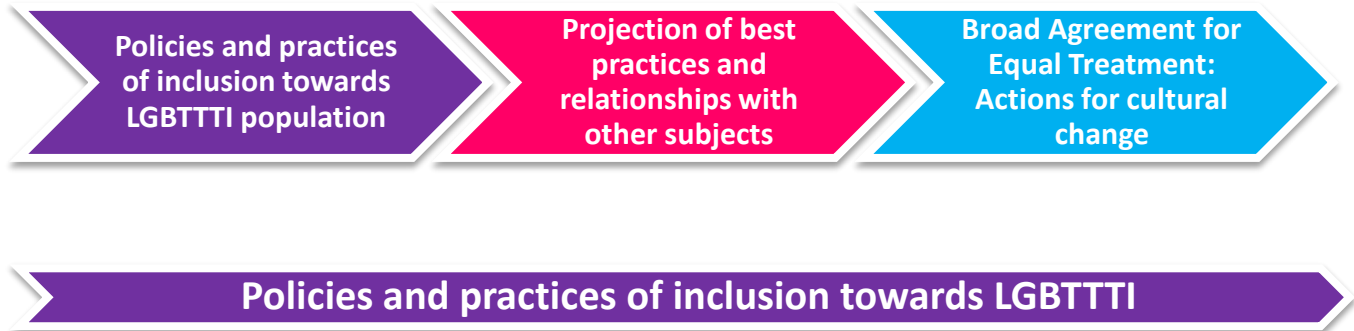 Policies and practices
of inclusion towards
LGBTTTI population
Projection of best
practices and
relationships with
other subjects
Broad Agreement for
Equal Treatment:
Actions for cultural
change
Policies and practices of inclusion towards LGBTTTI